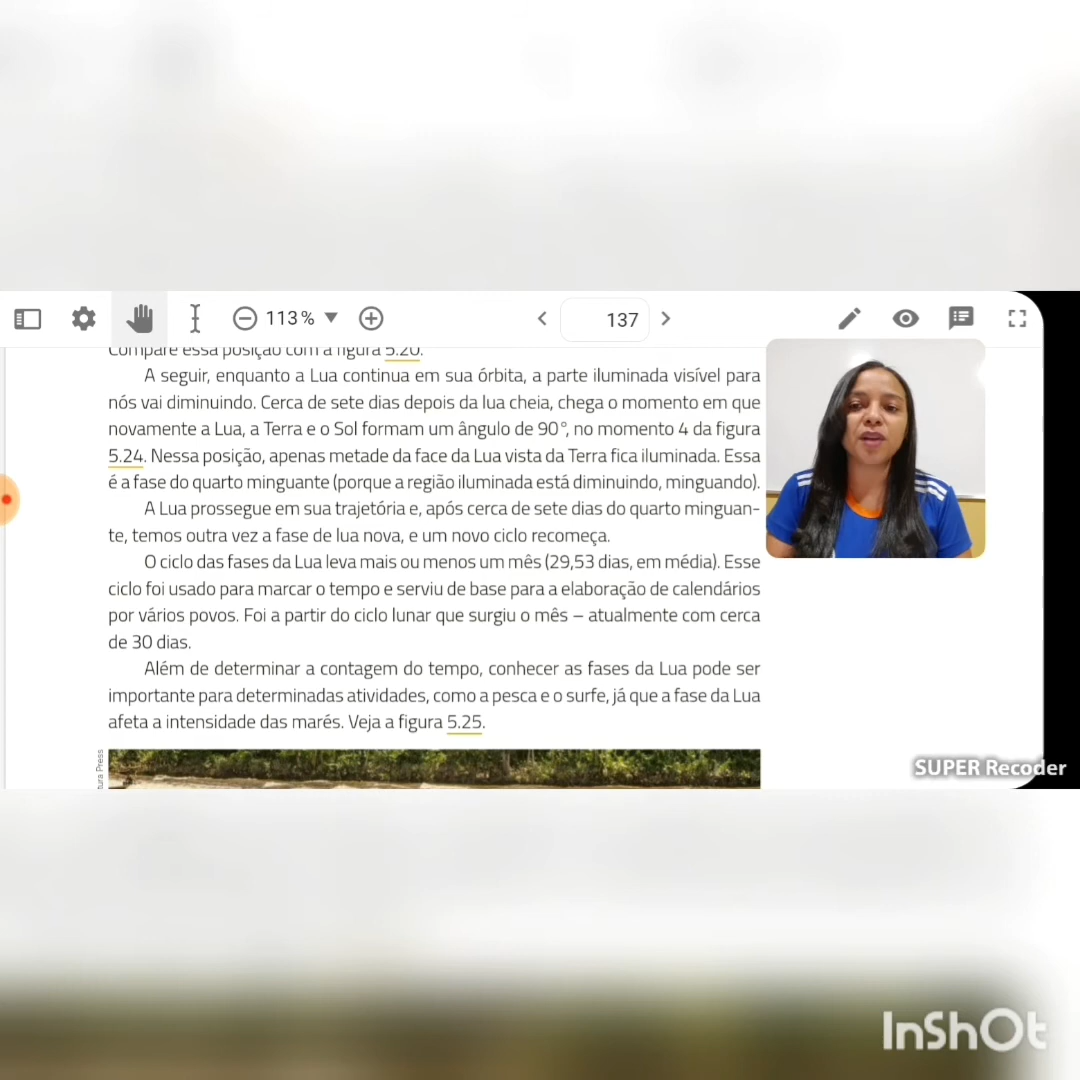 113%
137
Compare essa posição com a figura 5.20.
A seguir, enquanto a Lua continua em sua órbita, a parte iluminada visível para
nós vai diminuindo. Cerca de sete dias depois da lua cheia, chega o momento em que
novamente a Lua, a Terra e o Sol formam um ângulo de 90°, no momento 4 da figura
5.24. Nessa posição, apenas metade da face da Lua vista da Terra fica iluminada. Essa
é a fase do quarto minguante (porque a região iluminada está diminuindo, minguando).
A Lua prossegue em sua trajetória e, após cerca de sete dias do quarto minguan-
te, temos outra vez a fase de lua nova, e um novo ciclo recomeça.
O ciclo das fases da Lua leva mais ou menos um mês (29,53 dias, em média). Esse
ciclo foi usado para marcar o tempo e serviu de base para a elaboração de calendários
por vários povos. Foi a partir do ciclo lunar que surgiu o mês – atualmente com cerca
de 30 dias.
Além de determinar a contagem do tempo, conhecer as fases da Lua pode ser
importante para determinadas atividades, como a pesca e o surfe, já que a fase da Lua
afeta a intensidade das marés. Veja a figura 5.25.
Press
SUPER Recoder
InShOt